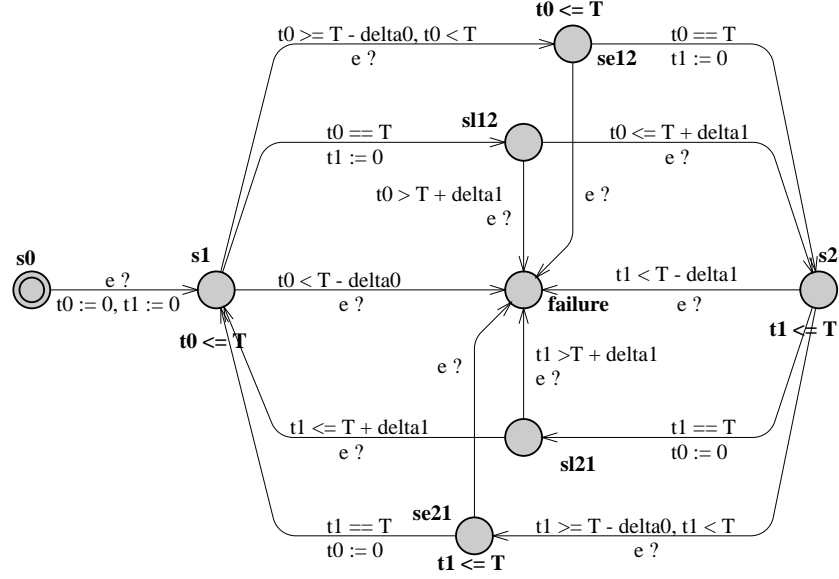 t0 <= T
t0 >= T - delta0, t0 < T
e ?
se12
t0 == T
t1 := 0
sl12
t0 == T
t1 := 0
t0 <= T + delta1
e ?
t0 > T + delta1
e ?
e ?
s0
s1
s2
e ?
t0 := 0, t1 := 0
t0 < T - delta0
e ?
t1 < T - delta1
e ?
failure
t0 <= T
t1 <= T
e ?
t1 >T + delta1
e ?
t1 <= T + delta1
e ?
t1 == T
t0 := 0
sl21
se21
t1 == T
t0 := 0
t1 >= T - delta0, t1 < T
e ?
t1 <= T